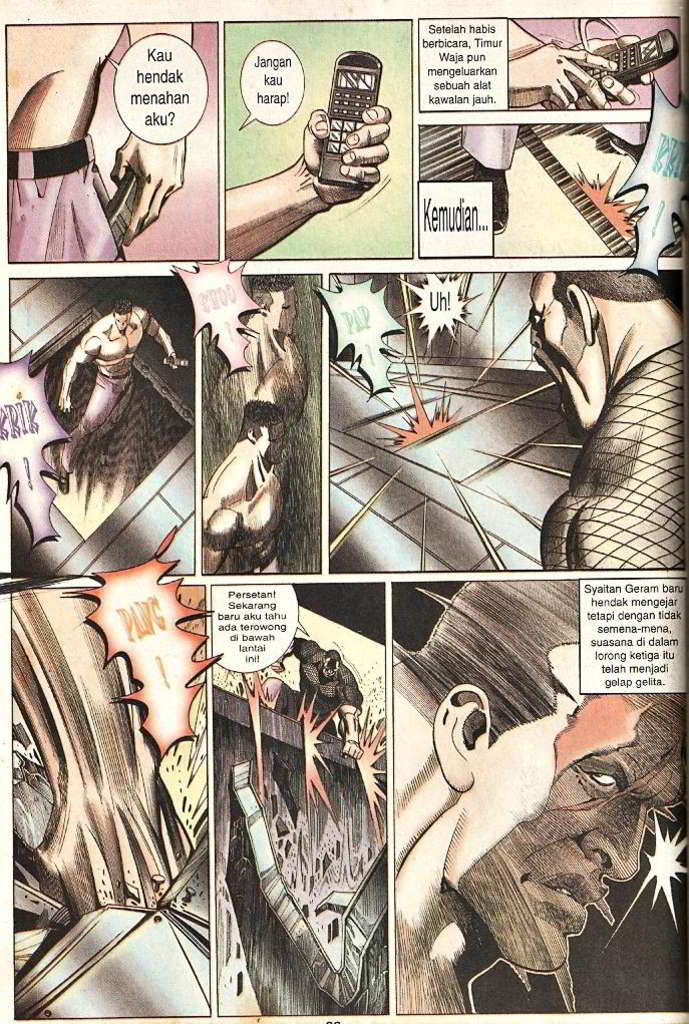 Kau
hendak
menahan
aku?
Jangan
kau
harap!
Setelah habis
berbicara, Timur
Waja pun
mengeluarkan
sebuah alat
kawalan jauh.
Kemudian...
KRIK
!
PAP
!
Uh!
PANG
!
Persetan!
Sekarang
baru aku tahu
ada terowong
di bawah
lantai
ini!
Syaitan Geram baru
hendak mengejar
tetapi dengan tidak
semena-mena,
suasana di dalam
lorong ketiga itu
telah menjadi
gelap gelita.